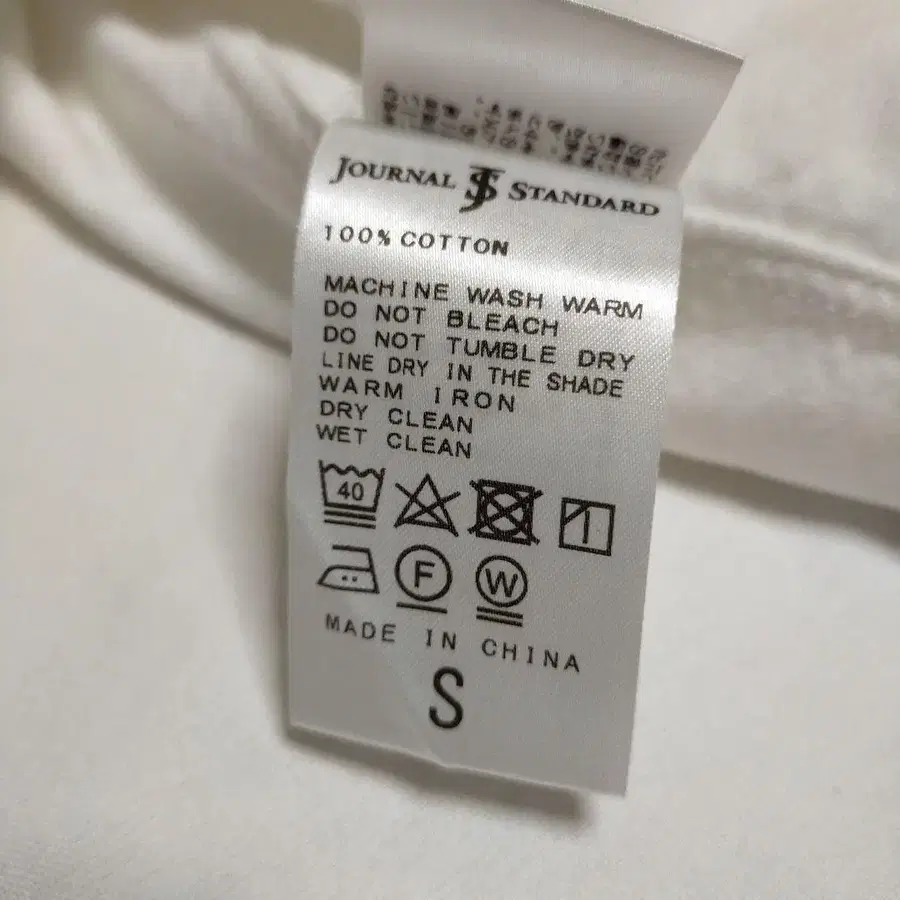 JOURNAL JS STANDARD
100% COTTON
MACHINE WASH WARM
DO NOT BLEACH
DO NOT TUMBLE DRY
LINE DRY IN THE SHADE
WARM IRON
DRY CLEAN
WET CLEAN
40
F W
MADE IN CHINA
S